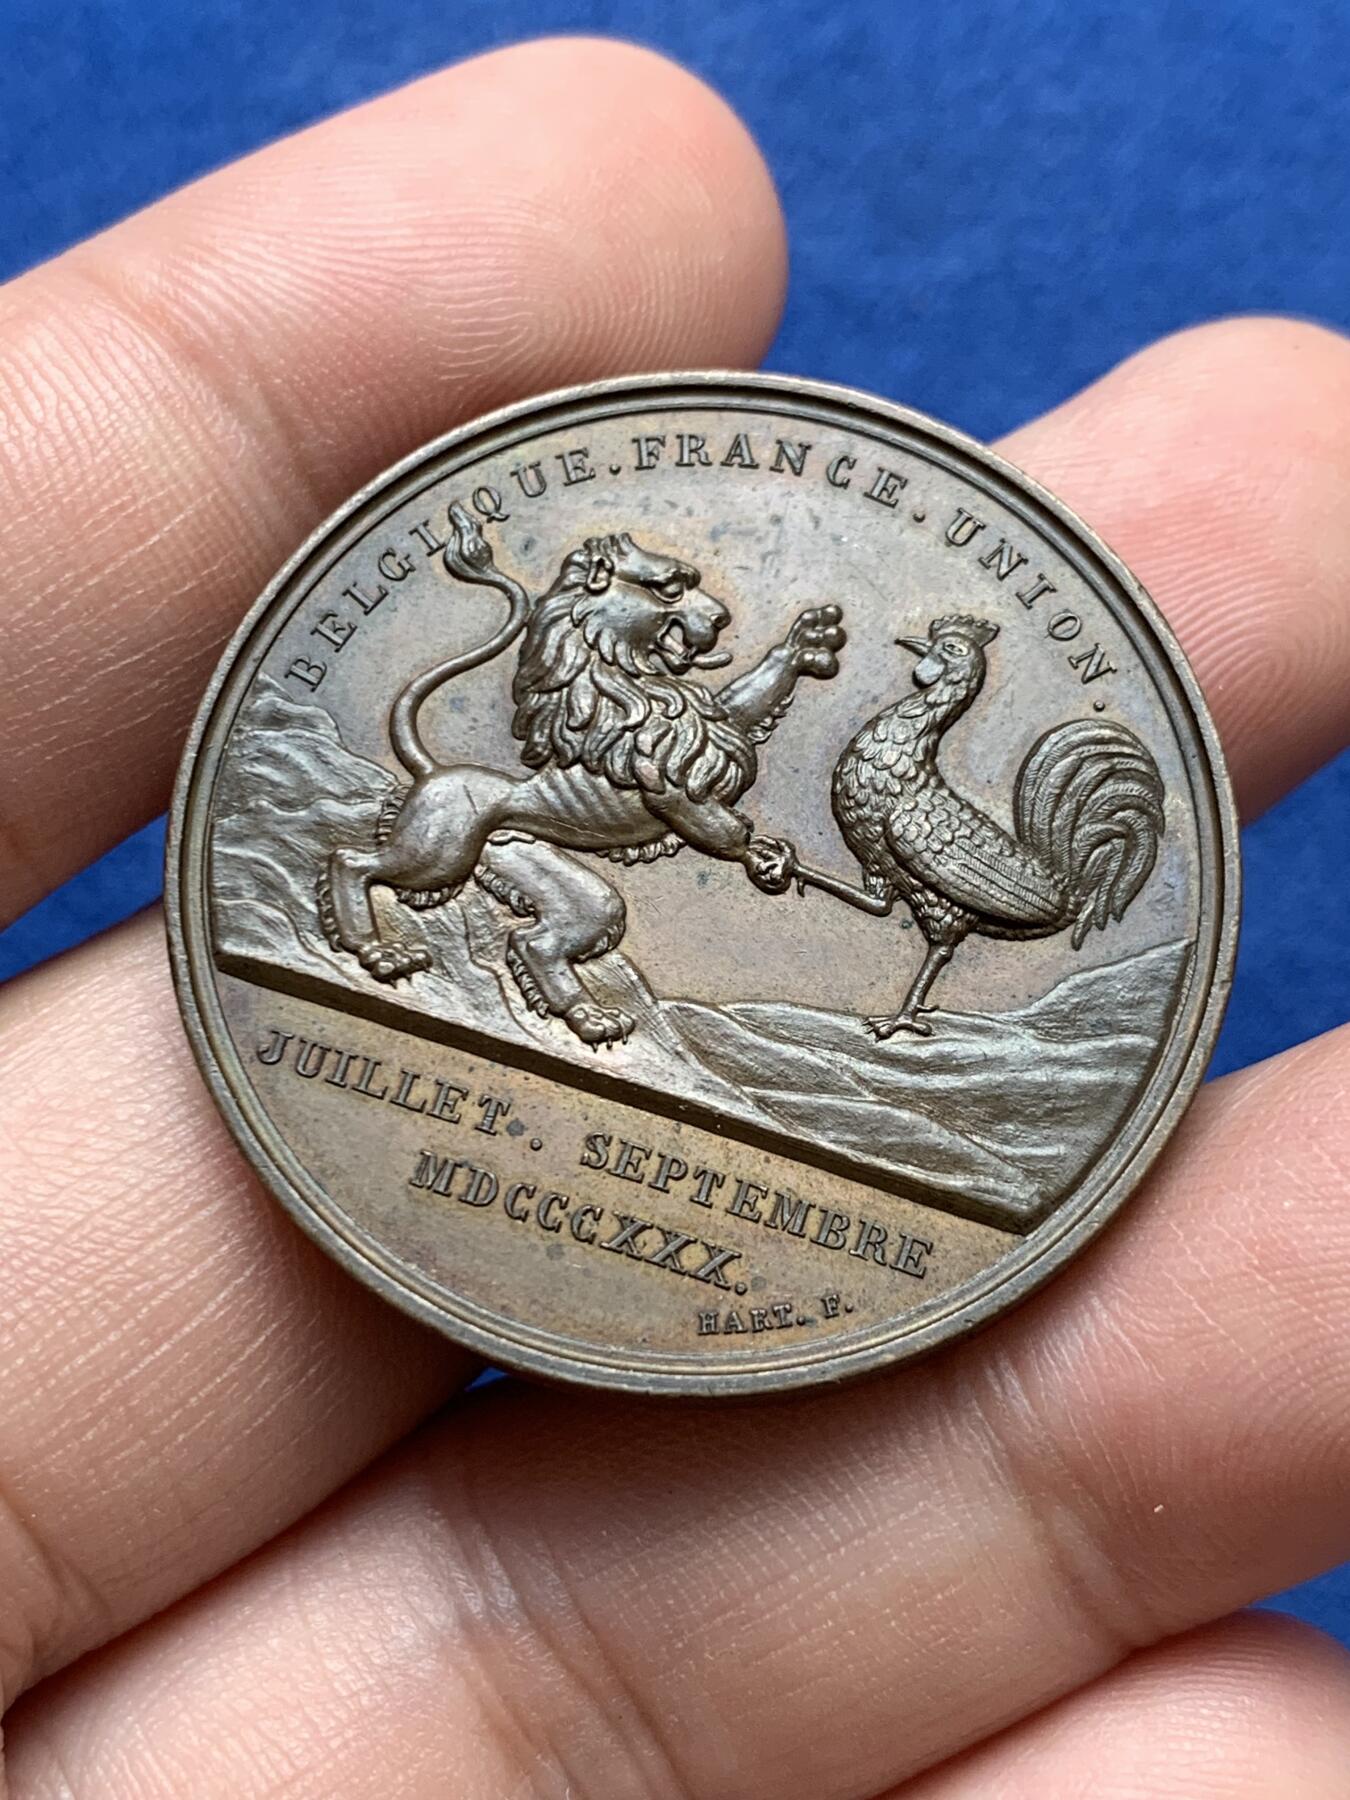 BELGIQUE.FRANCE.UNION.
JUILLET. SEPTEMBRE
MDCCCXXX.
HART. F.